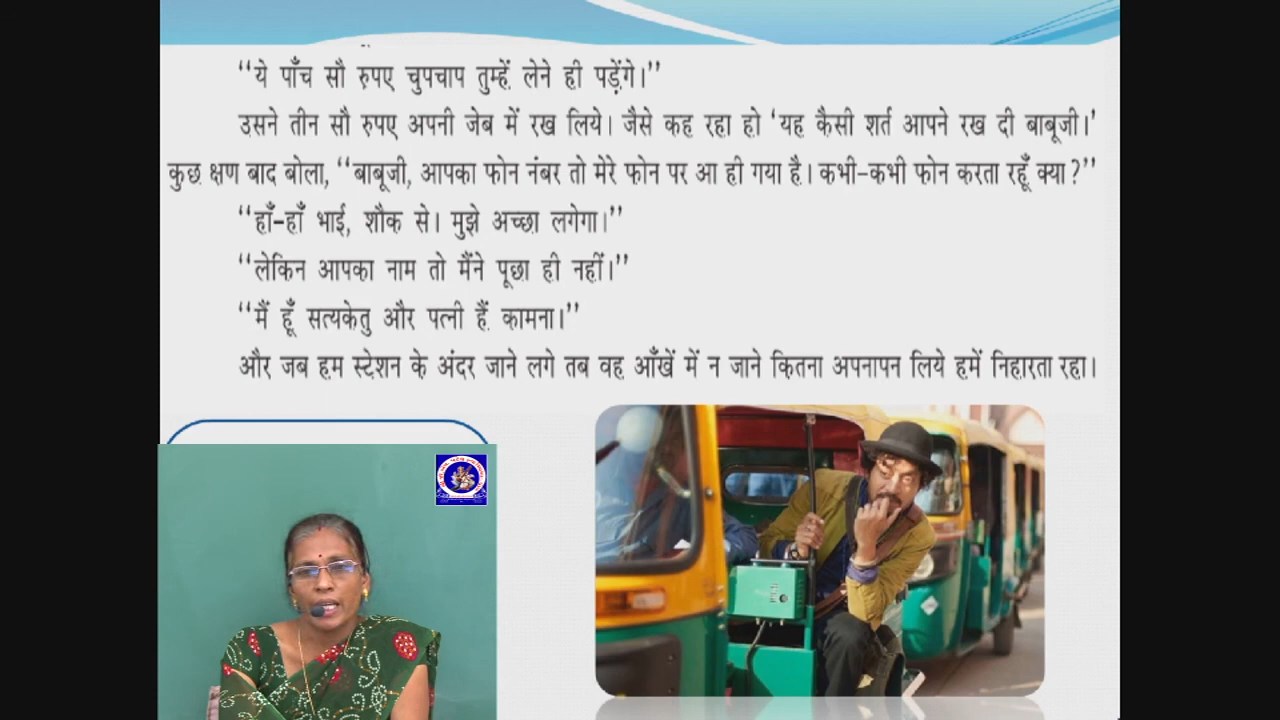 “ये पाँच सौ रुपए चुपचाप तुम्हें लेने ही पड़ेंगे।”
उसने तीन सौ रुपए अपनी जेब में रख लिये। जैसे कह रहा हो ‘यह कैसी शर्त आपने रख दी बाबूजी।’
कुछ क्षण बाद बोला, “बाबूजी, आपका फोन नंबर तो मेरे फोन पर आ ही गया है। कभी-कभी फोन करता रहूँ क्या?”
“हाँ-हाँ भाई, शौक से। मुझे अच्छा लगेगा।”
“लेकिन आपका नाम तो मैंने पूछा ही नहीं।”
“मैं हूँ सत्यकेतु और पत्नी हैं कामना।”
और जब हम स्टेशन के अंदर जाने लगे तब वह आँखें में न जाने कितना अपनापन लिये हमें निहारता रहा।